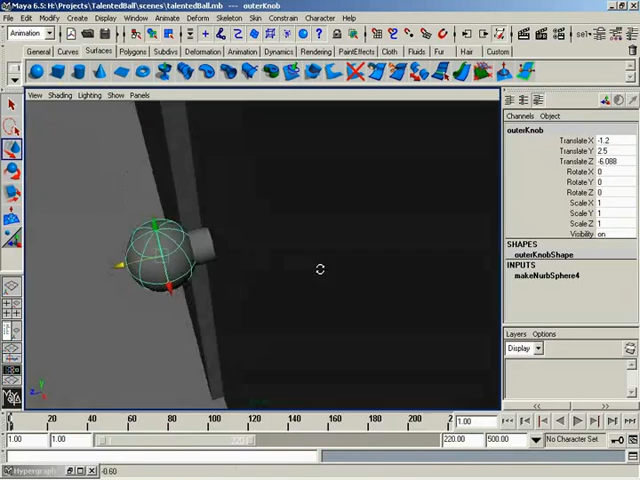 Maya 6.5: H:\Projects\TalentedBall\scenes\talentedBall.mb --- outerKnob
File Edit Modify Create Display Window Animate Deform Skeleton Skin Constrain Character Help
Animation
sel
General Curves Surfaces Polygons Subdivs Deformation Animation Dynamics Rendering PaintEffects Cloth Fluids Fur Hair Custom
View Shading Lighting Show Panels
Channels Object
outerKnob
Translate X -1.2
Translate Y 2.5
Translate Z -6.088
Rotate X 0
Rotate Y 0
Rotate Z 0
Scale X 1
Scale Y 1
Scale Z 1
Visibility on
SHAPES
outerKnobShape
INPUTS
makeNurbSphere4
Layers Options
Display
y
z
20 40 60 80 100 120 140 160 180 200
1.00
1.00 1.00 220 220.00 500.00 No Character Set
Hypergraph -0.60